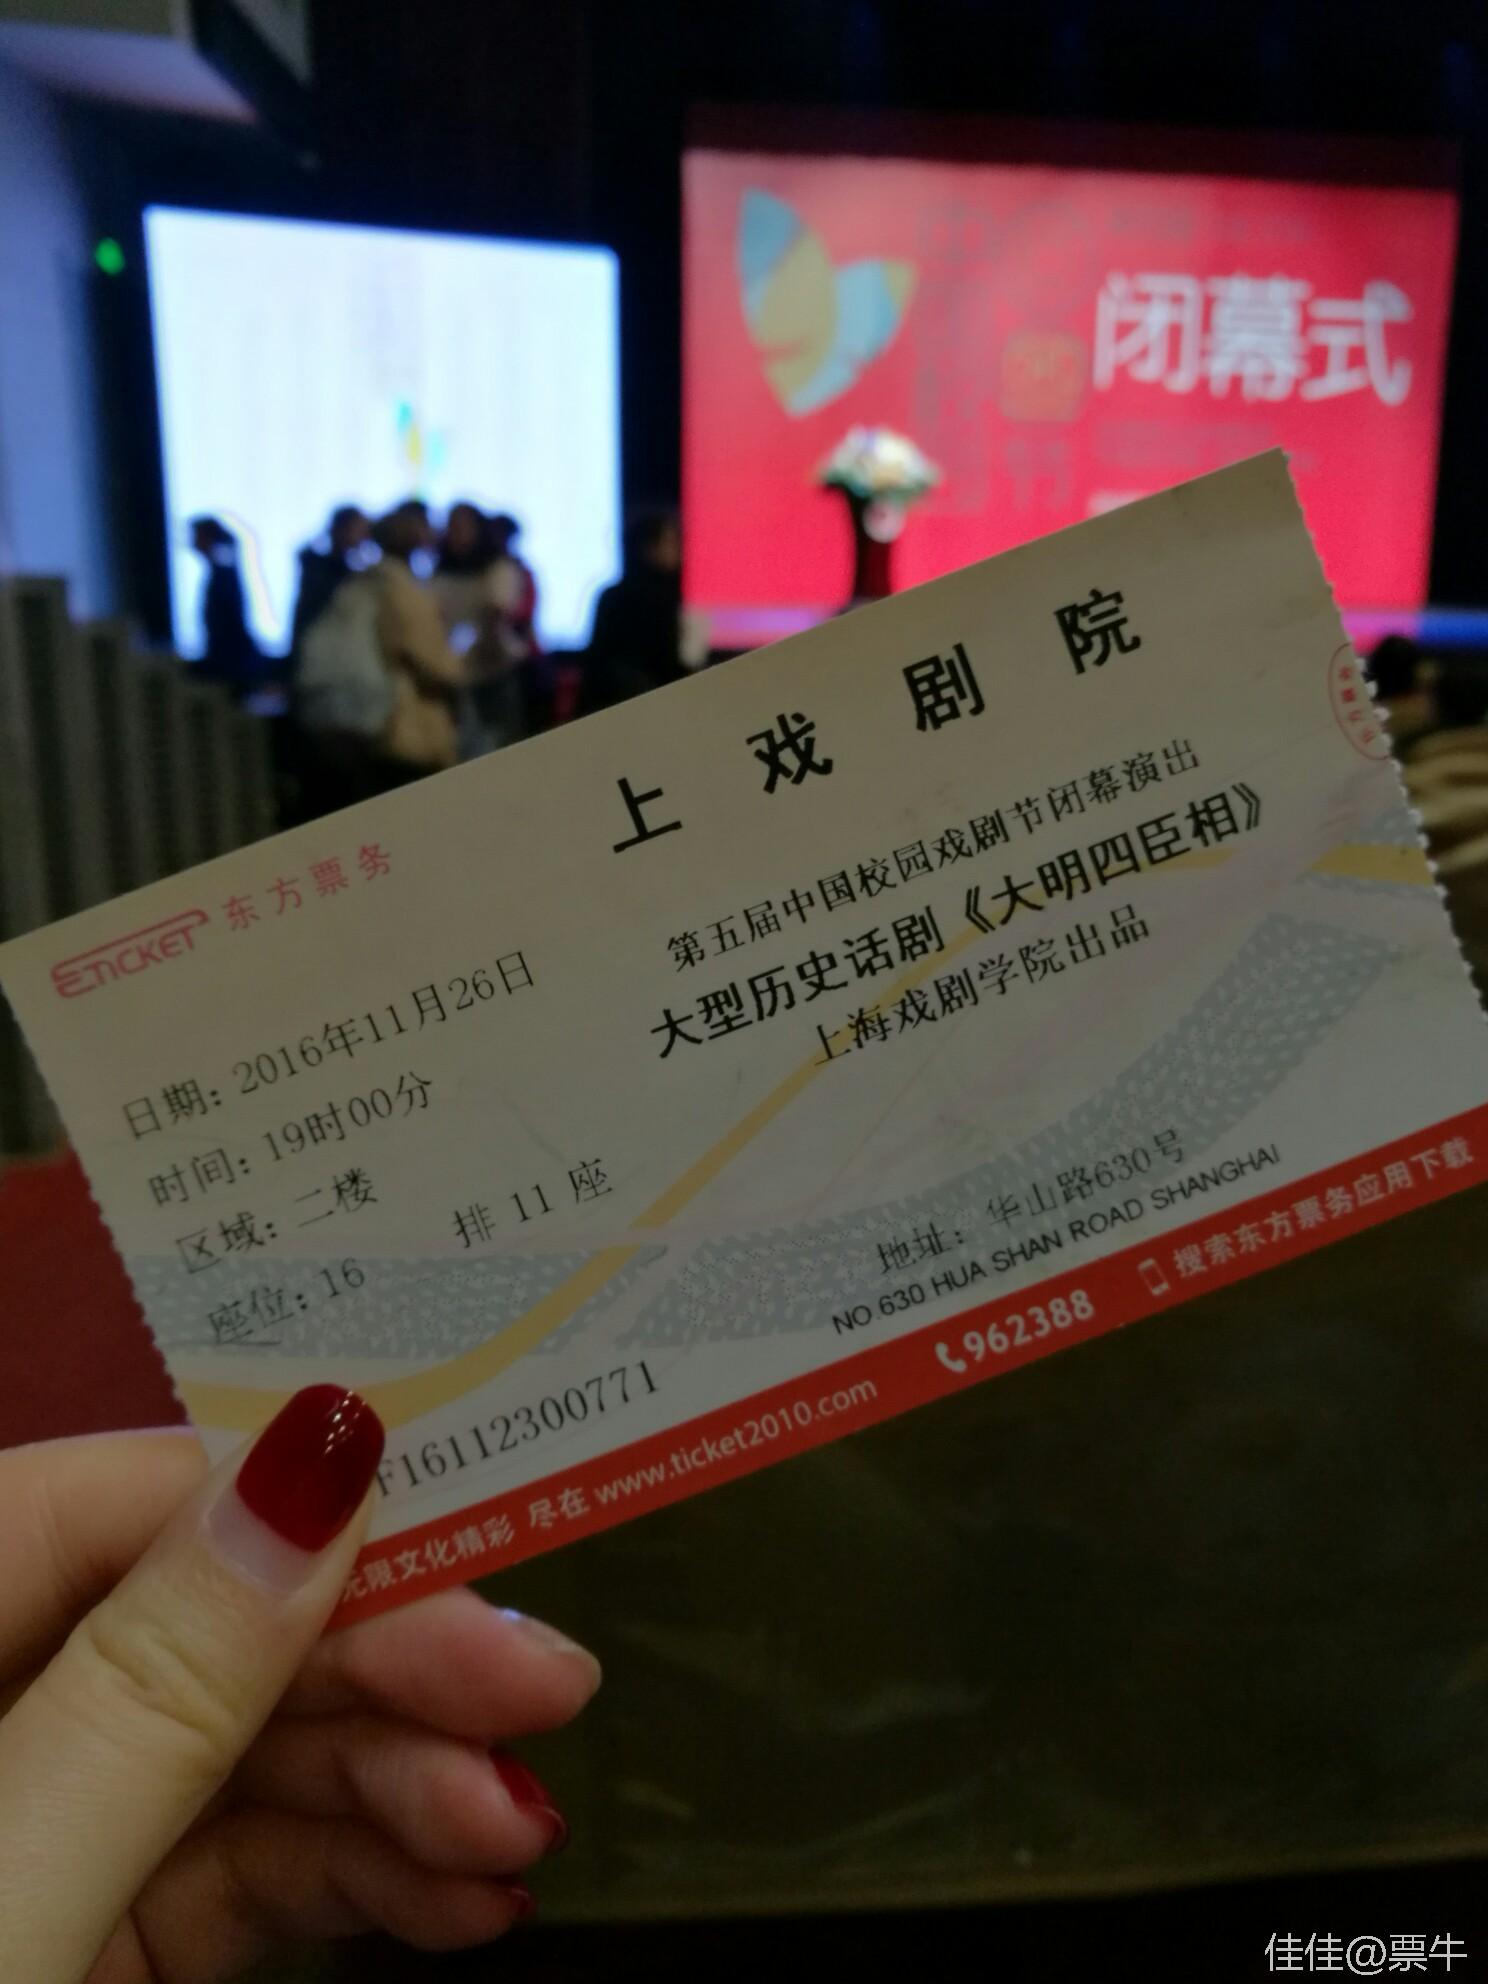 闭幕式
上戏剧院
ETICKET 东方票务
第五届中国校园戏剧节闭幕演出
大型历史话剧《大明四臣相》
上海戏剧学院出品
日期：2016年11月26日
时间：19时00分
区域：二楼
座位：16 排 11 座
地址：华山路630号
NO.630 HUA SHAN ROAD SHANGHAI
F16112300771
无限文化精彩 尽在 www.ticket2010.com 962388 搜索东方票务应用下载
佳佳@票牛